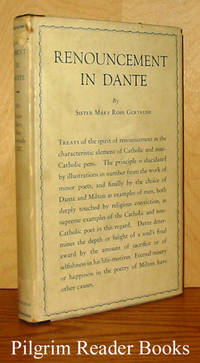 RENOUNCEMENT
IN DANTE
By
SISTER MARY ROSE GERTRUDE
TREATS of the spirit of renouncement as the
characteristic element of Catholic and non-
Catholic poets. The principle is elucidated
by illustrations in number from the work of
minor poets, and finally by the choice of
Dante and Milton as examples of men, both
deeply touched by religious conviction, as
supreme examples of the Catholic and non-
Catholic poet in this regard. Dante deter-
mines the depth or height of a soul's final
award by the amount of sacrifice or of
selfishness in his life-motives. Eternal misery
or happiness in the poetry of Milton have
other causes.
Pilgrim Reader Books